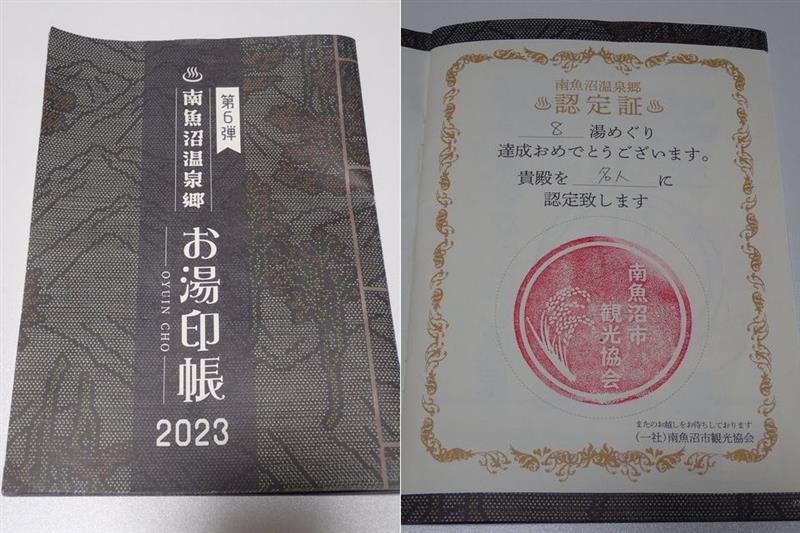 第6弾
♨南魚沼温泉郷
お湯印帳
OYUIN CHO
2023
南魚沼温泉郷
♨認定証♨
8 湯めぐり
達成おめでとうございます。
貴殿を 名人 に
認定致します
南魚沼市
観光協会
またのお越しをお待ちしております
(一社)南魚沼市観光協会